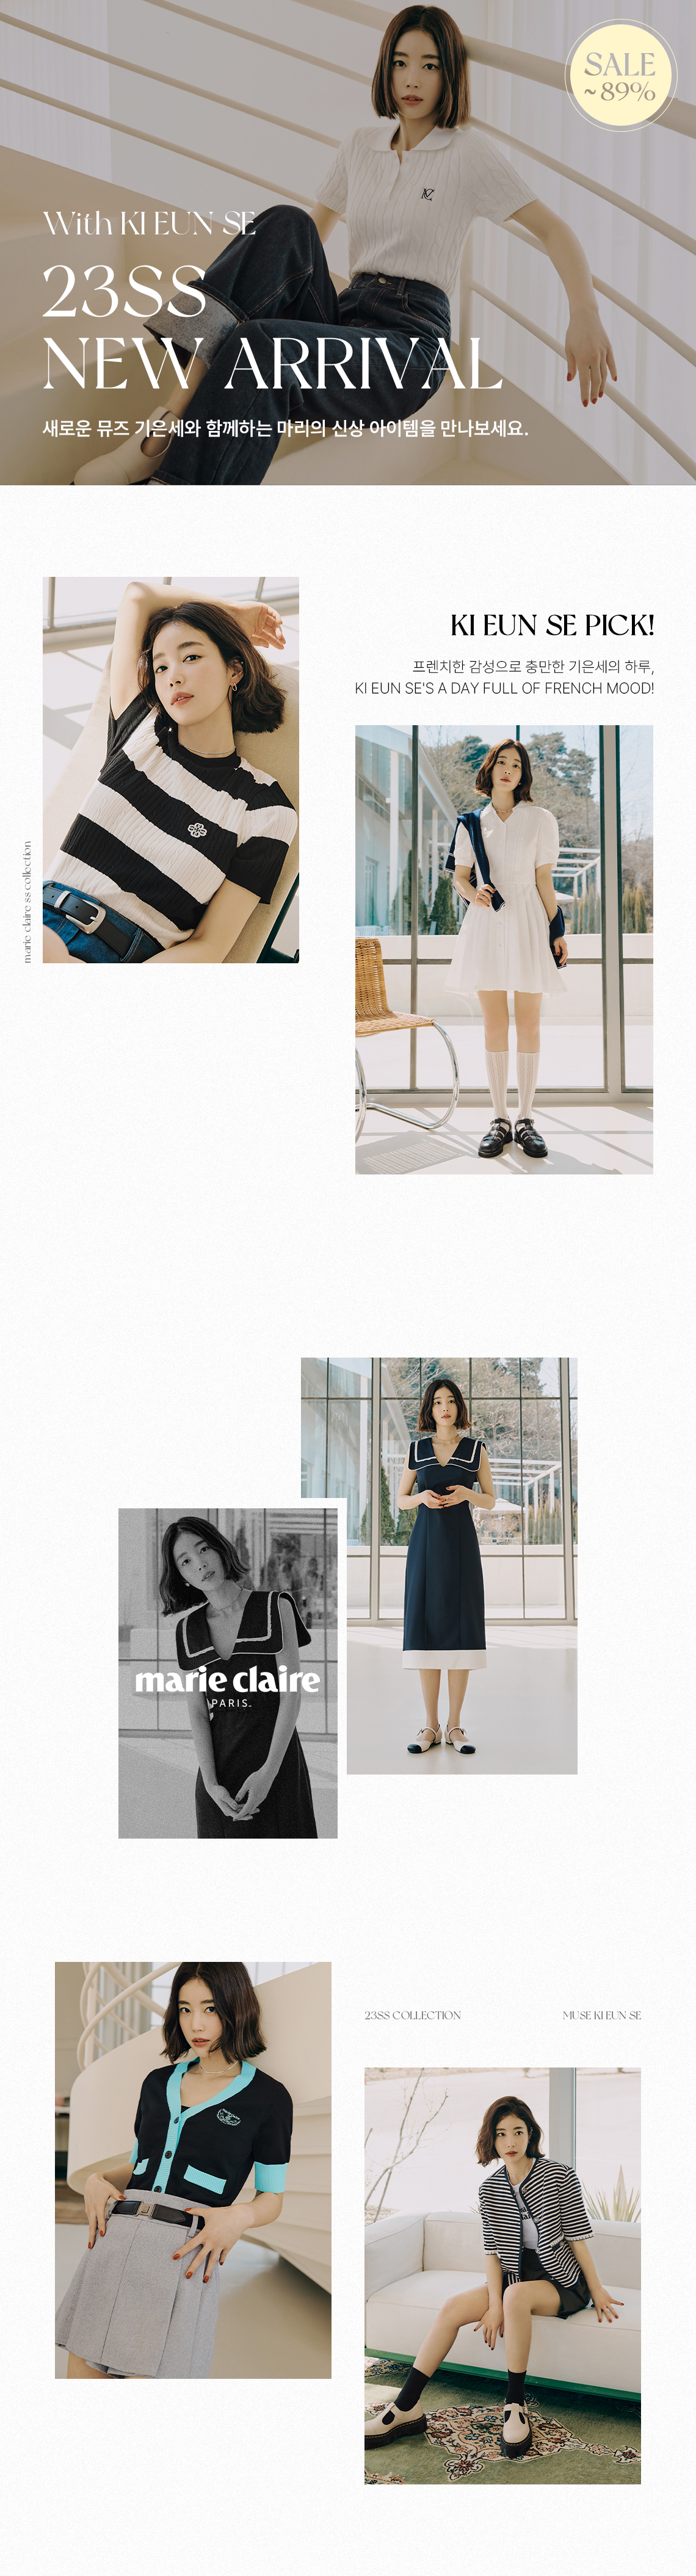 SALE
~89%
With KI EUN SE
23SS
NEW ARRIVAL
새로운 뮤즈 기은세와 함께하는 마리의 신상 아이템을 만나보세요.
KI EUN SE PICK!
프렌치한 감성으로 충만한 기은세의 하루,
KI EUN SE'S A DAY FULL OF FRENCH MOOD!
marie claire ss collection
marie claire
PARIS.
23SS COLLECTION
MUSE KI EUN SE